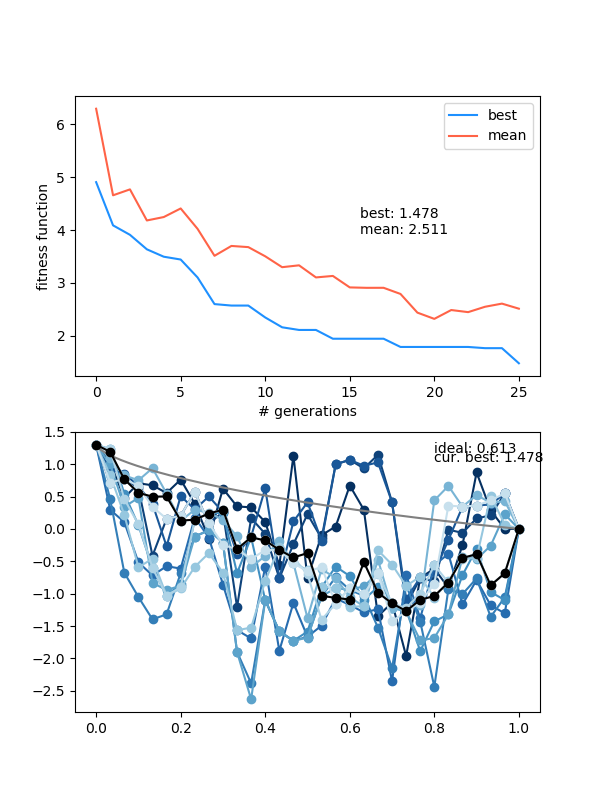 6
5
4
3
2
fitness function
best
mean
best: 1.478
mean: 2.511
0 5 10 15 20 25
# generations
1.5
1.0
0.5
0.0
−0.5
−1.0
−1.5
−2.0
−2.5
ideal: 0.613
cur. best: 1.478
0.0 0.2 0.4 0.6 0.8 1.0